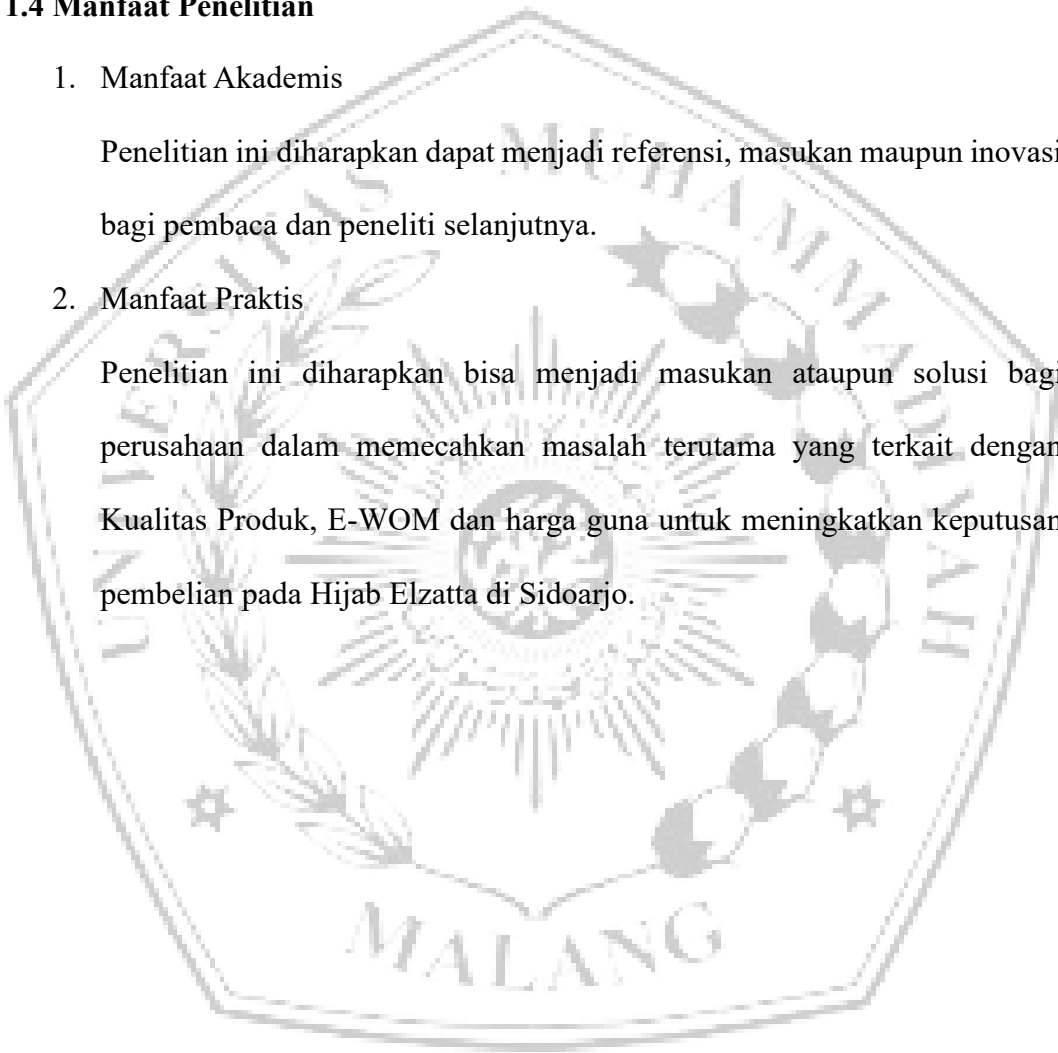 1.4 Manfaat Penelitian
1. Manfaat Akademis
Penelitian ini diharapkan dapat menjadi referensi, masukan maupun inovasi
bagi pembaca dan peneliti selanjutnya.
2. Manfaat Praktis
Penelitian ini diharapkan bisa menjadi masukan ataupun solusi bagi
perusahaan dalam memecahkan masalah terutama yang terkait dengan
Kualitas Produk, E-WOM dan harga guna untuk meningkatkan keputusan
pembelian pada Hijab Elzatta di Sidoarjo.
UNIVERSITAS MUHAMMADIYAH
MALANG